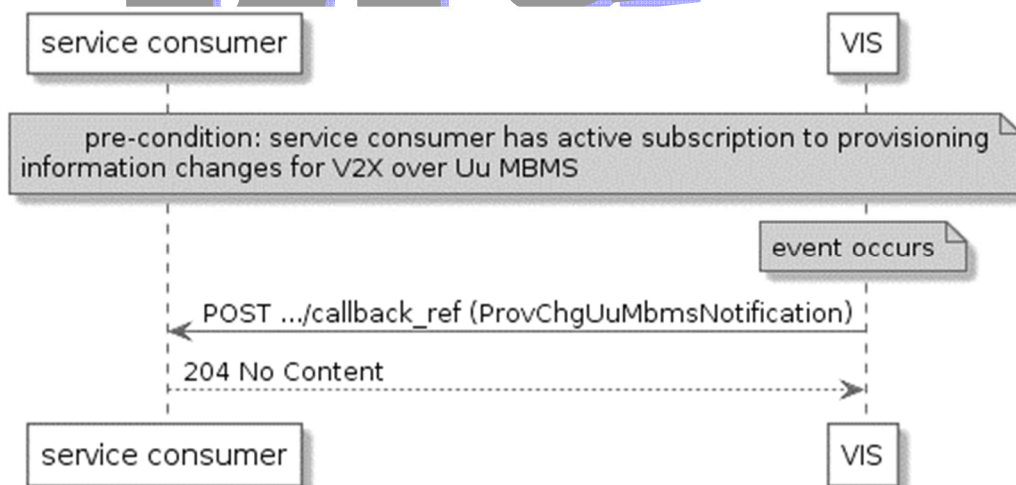 service consumer VIS
pre-condition: service consumer has active subscription to provisioning
information changes for V2X over Uu MBMS
event occurs
POST .../callback_ref (ProvChgUuMbmsNotification)
204 No Content
service consumer VIS